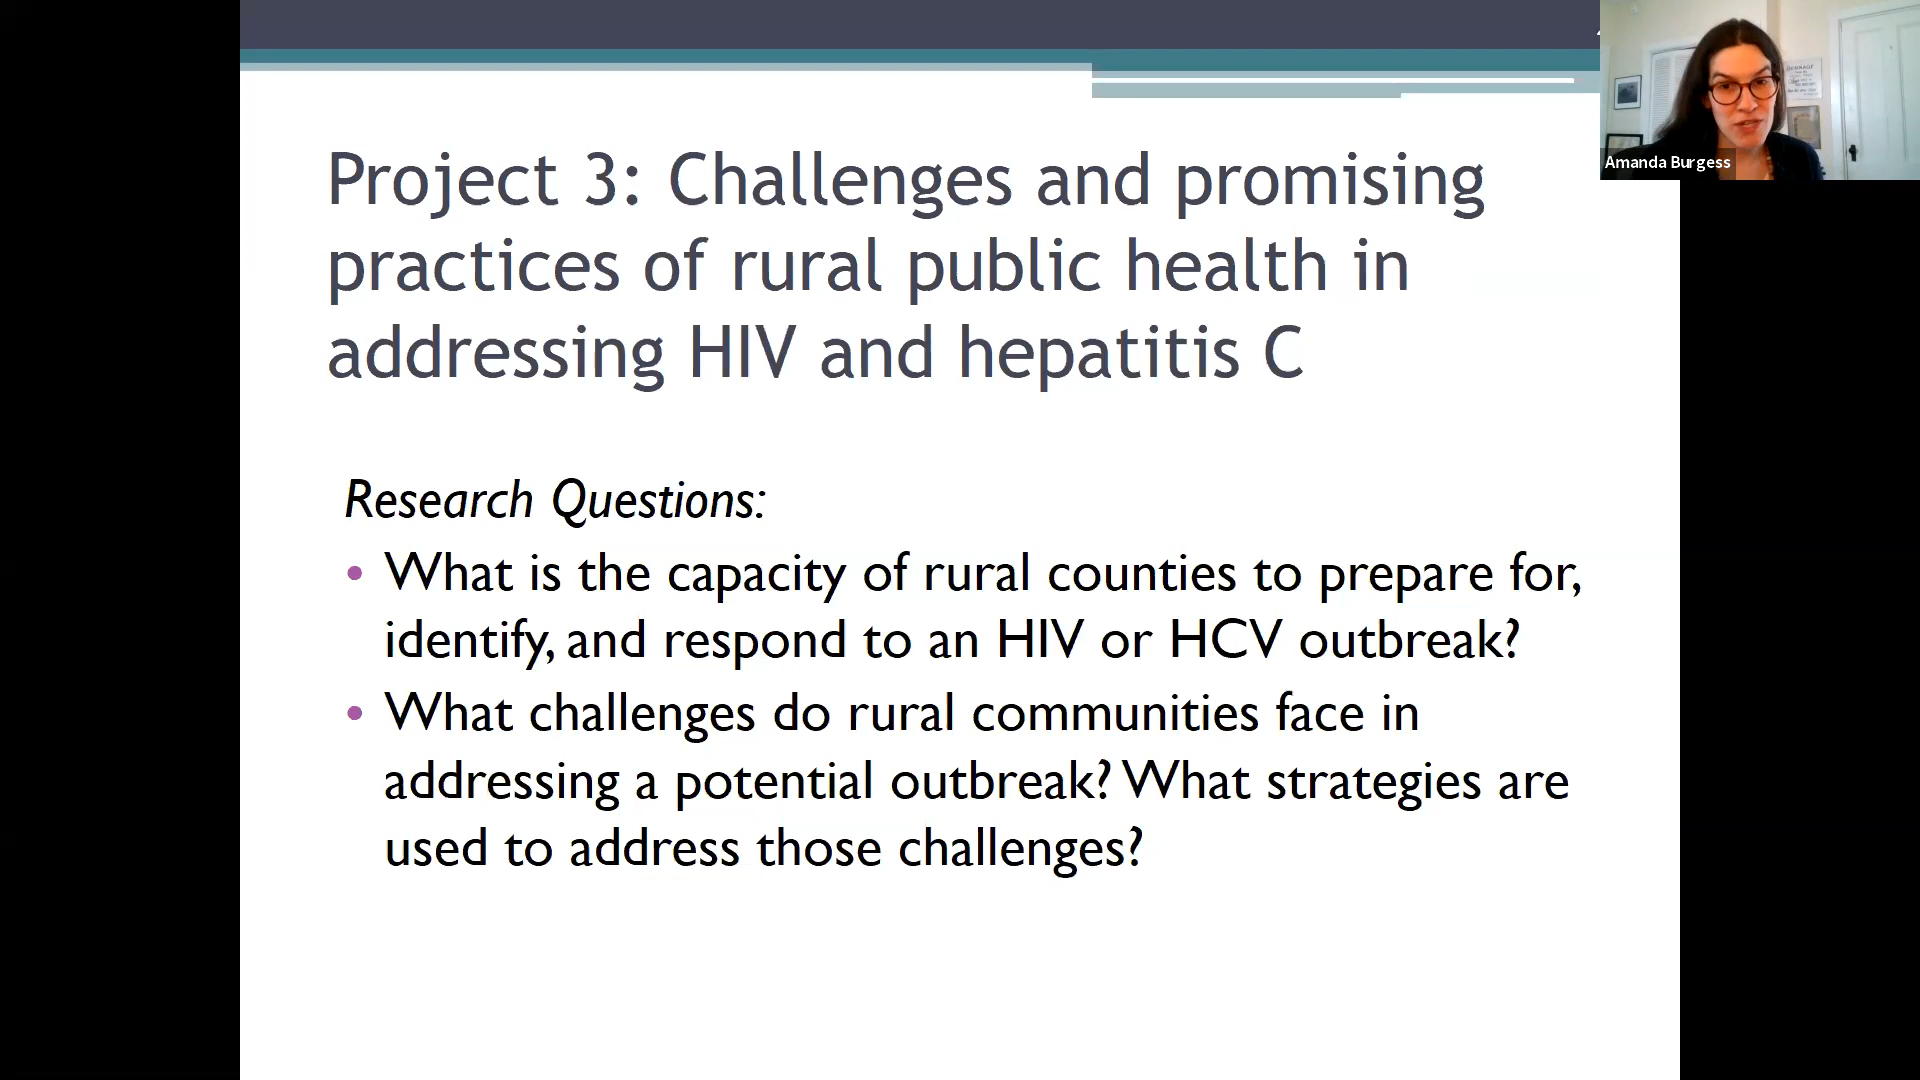 Project 3: Challenges and promising
practices of rural public health in
addressing HIV and hepatitis C
Research Questions:
• What is the capacity of rural counties to prepare for,
identify, and respond to an HIV or HCV outbreak?
• What challenges do rural communities face in
addressing a potential outbreak? What strategies are
used to address those challenges?
Amanda Burgess